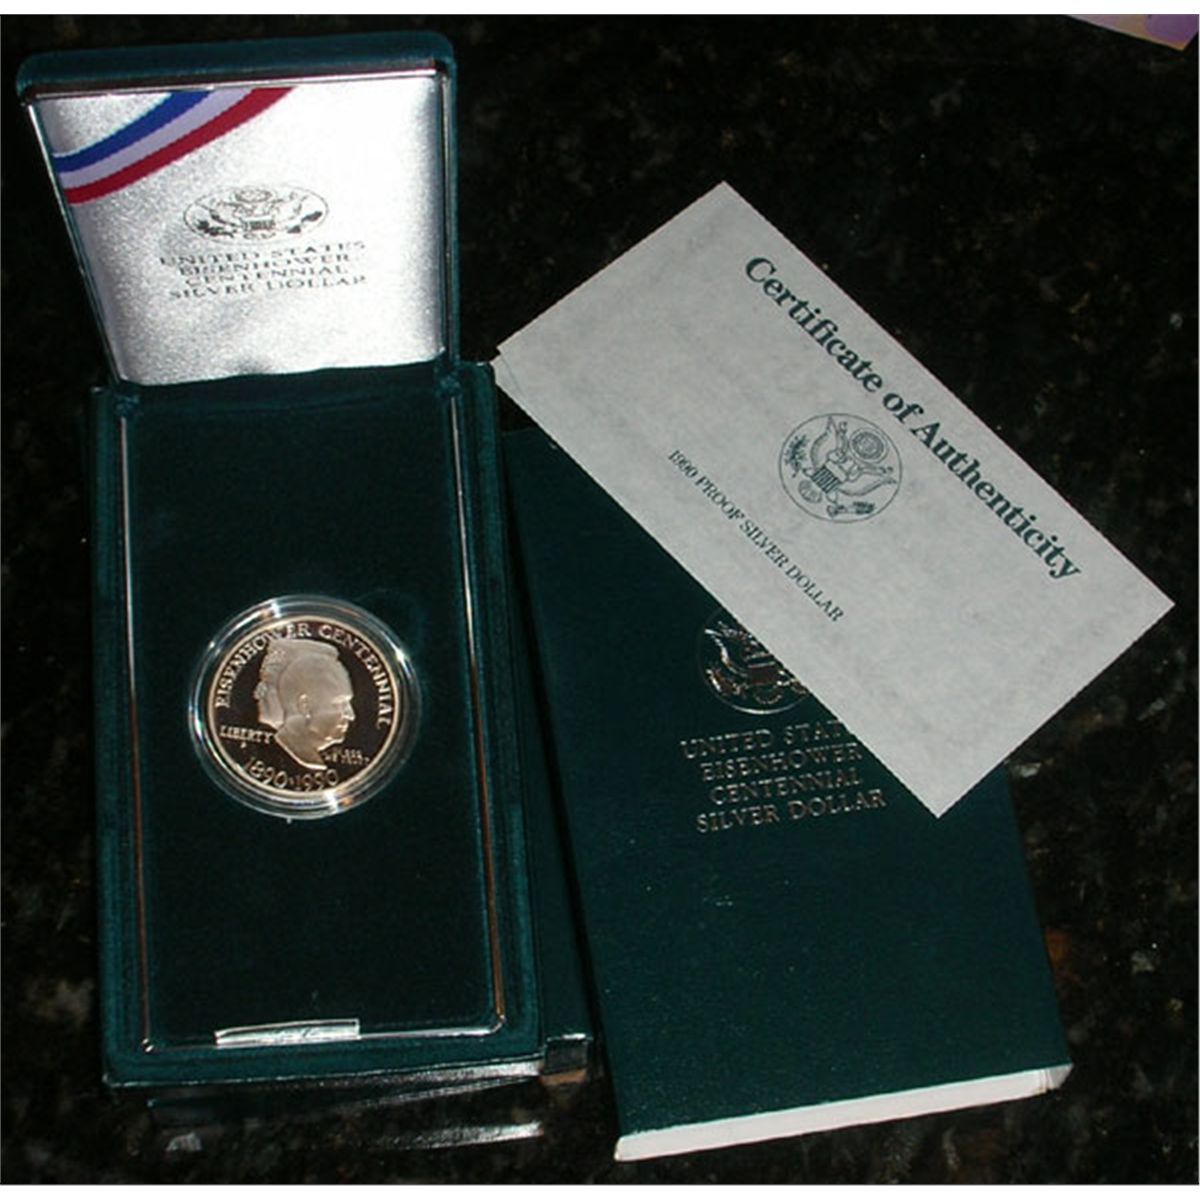 UNITED STATES
EISENHOWER
CENTENNIAL
SILVER DOLLAR
Certificate of Authenticity
1990 PROOF SILVER DOLLAR
EISENHOWER CENTENNIAL
LIBERTY
1890·1990
UNITED STAT
EISENHOWER
CENTENNIAL
SILVER DOLLAR